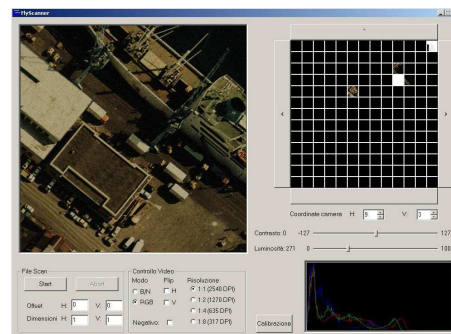 FlyScanner
^
‹
›
Coordinate camera H: 9 V: 3
Contrasto: 0 -127 127
Luminosità: 271 0 100
File Scan
Start Abort
Offset H: 0 V: 0
Dimensioni H: 1 V: 1
Controllo Video
Modo Flip Risoluzione
B/N H 1:1 (2540 DPI)
RGB V 1:2 (1270 DPI)
1:4 (635 DPI)
Negativo: 1:8 (317 DPI)
Calibrazione